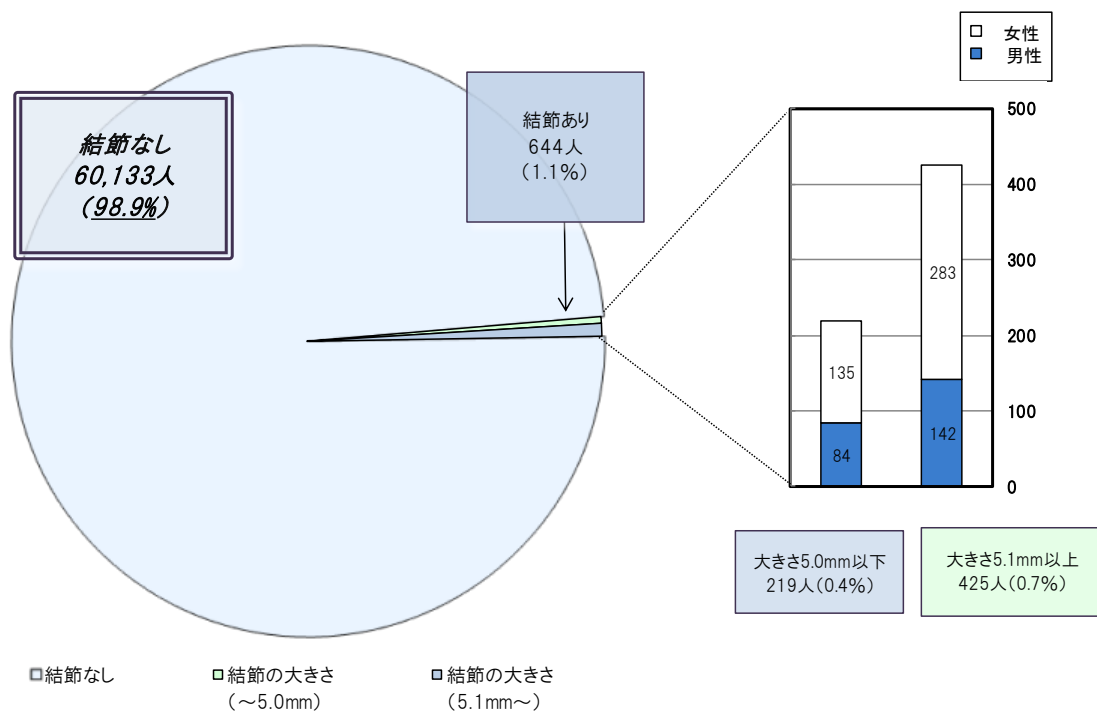 女性
男性
結節なし
60,133人
(98.9%)
結節あり
644人
(1.1%)
500
400
300
200
100
0
283
135
142
84
大きさ5.0mm以下
219人(0.4%)
大きさ5.1mm以上
425人(0.7%)
結節なし
結節の大きさ
(～5.0mm)
結節の大きさ
(5.1mm～)